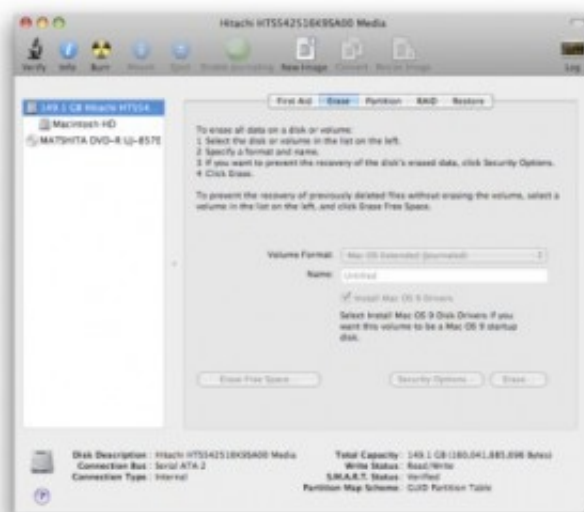 Hitachi HTS542516K9SA00 Media
Verify Info Burn Mount Eject Enable Journaling New Image Convert Resize Image Log
149.1 GB Hitachi HTS54...
Macintosh HD
MATSHITA DVD-R UJ-857E
First Aid Erase Partition RAID Restore
To erase all data on a disk or volume:
1 Select the disk or volume in the list on the left.
2 Specify a format and name.
3 If you want to prevent the recovery of the disk's erased data, click Security Options.
4 Click Erase.
To prevent the recovery of previously deleted files without erasing the volume, select a
volume in the list on the left, and click Erase Free Space.
Volume Format: Mac OS Extended (Journaled)
Name: Untitled
Install Mac OS 9 Drivers
Select Install Mac OS 9 Disk Drivers if you
want this volume to be a Mac OS 9 startup
disk.
Erase Free Space... Security Options... Erase...
Disk Description : Hitachi HTS542516K9SA00 Media
Connection Bus : Serial ATA 2
Connection Type : Internal
Total Capacity : 149.1 GB (160,041,885,696 Bytes)
Write Status : Read/Write
S.M.A.R.T. Status : Verified
Partition Map Scheme : GUID Partition Table